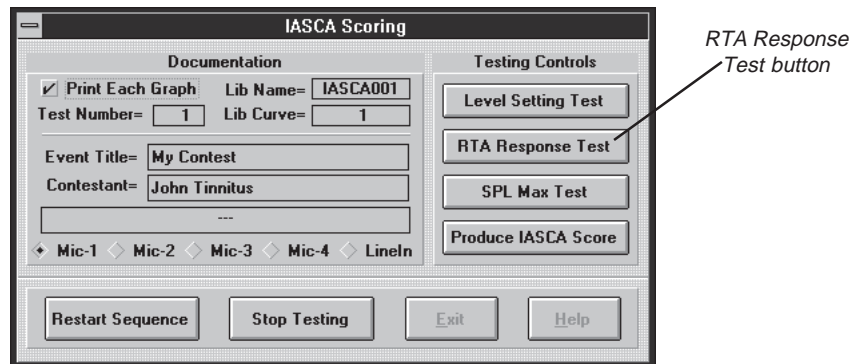 IASCA Scoring
Documentation
Print Each Graph Lib Name= IASCA001
Test Number= 1 Lib Curve= 1
Event Title= My Contest
Contestant= John Tinnitus
---
Mic-1 Mic-2 Mic-3 Mic-4 LineIn
Testing Controls
Level Setting Test
RTA Response Test
SPL Max Test
Produce IASCA Score
Restart Sequence Stop Testing Exit Help
RTA Response
Test button